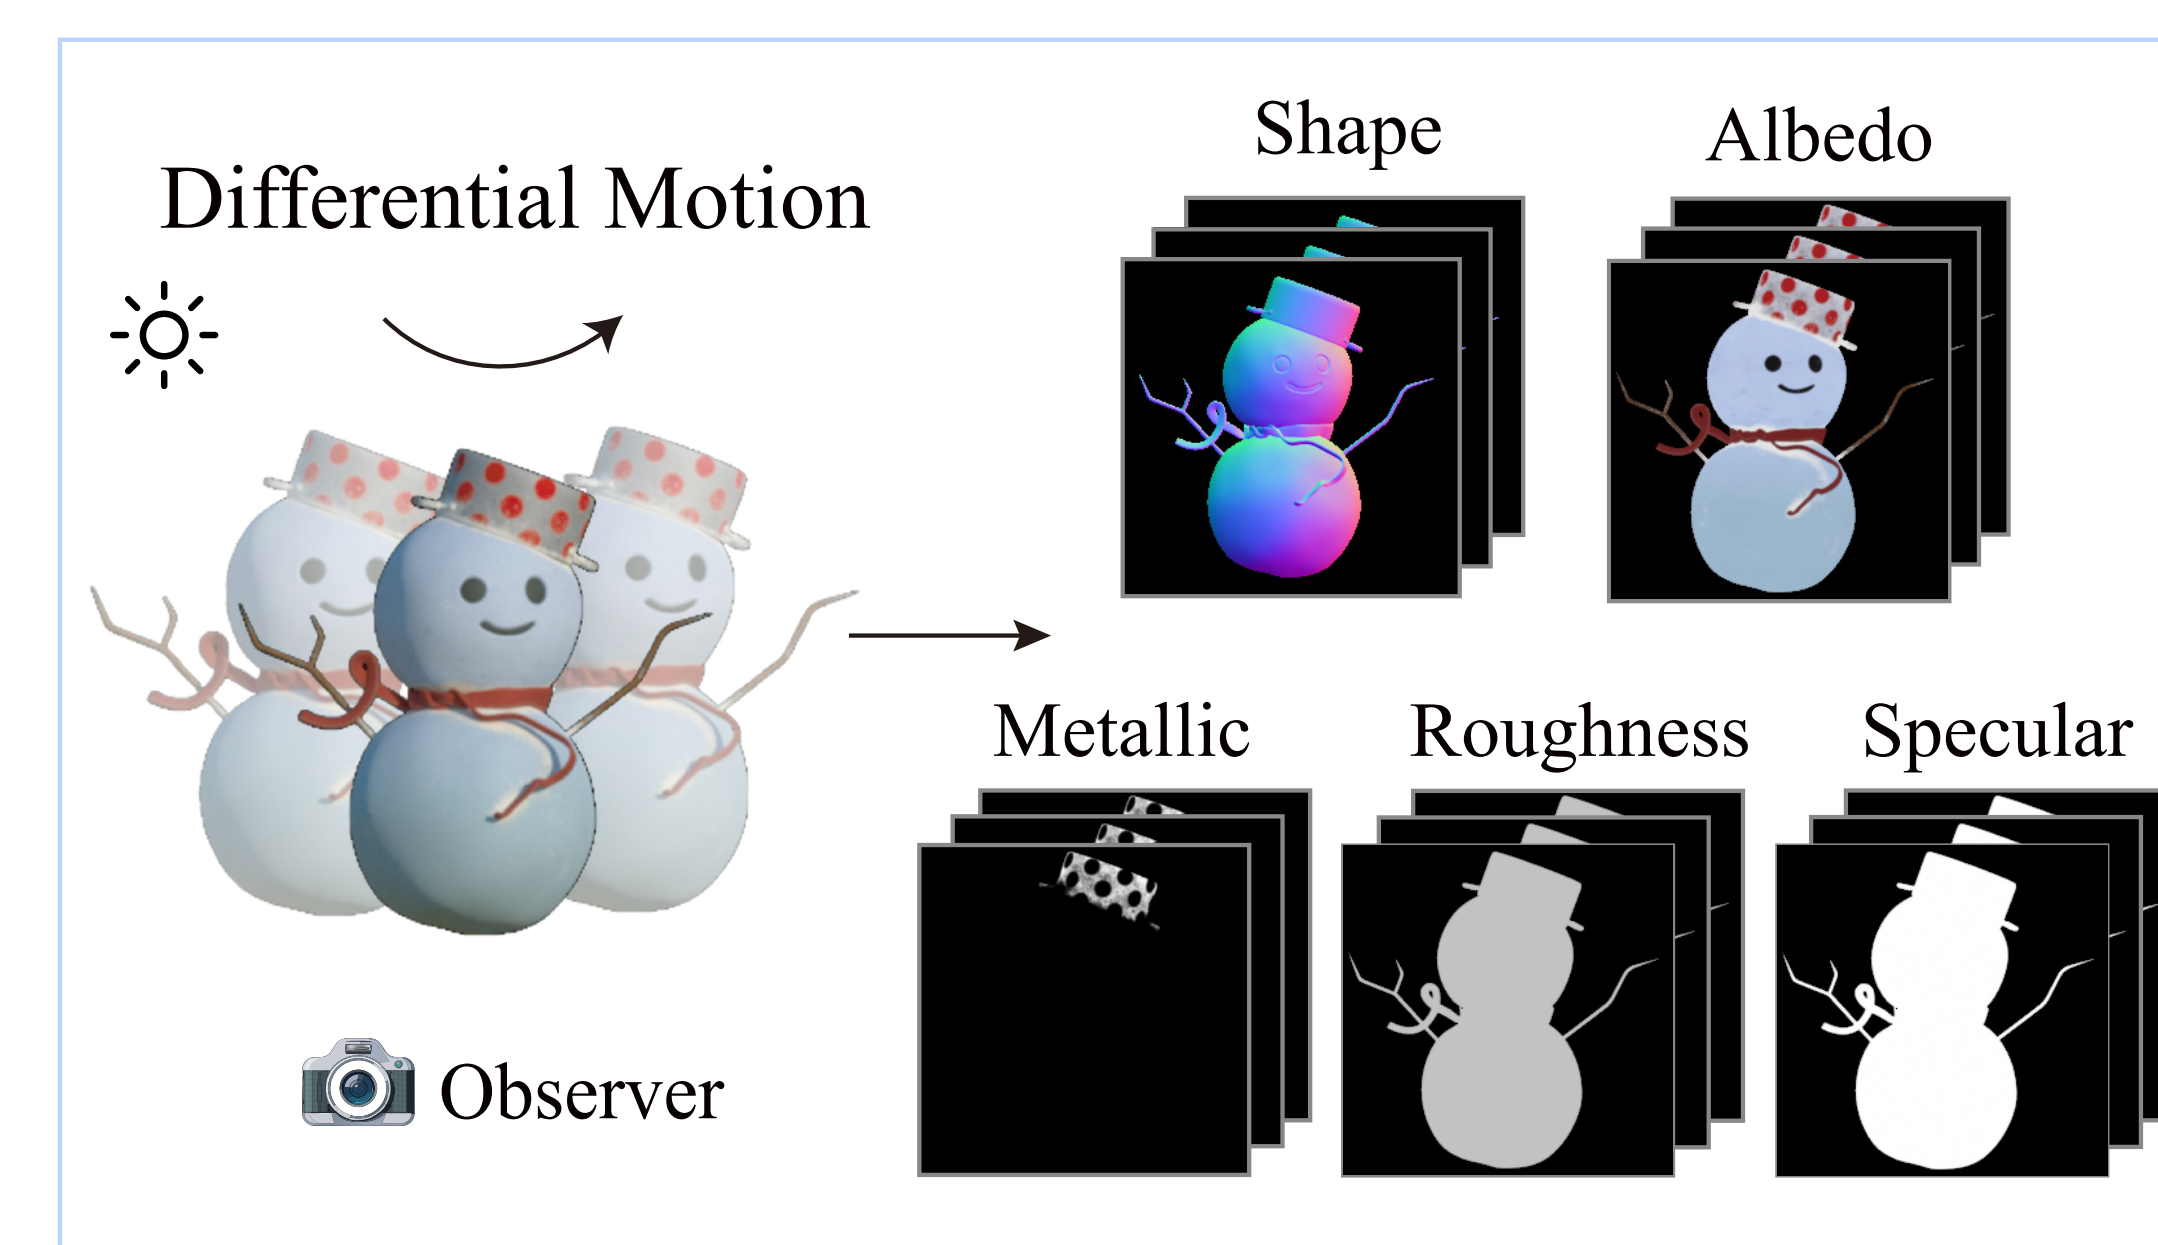 Differential Motion
Shape
Albedo
Metallic
Roughness
Specular
Observer